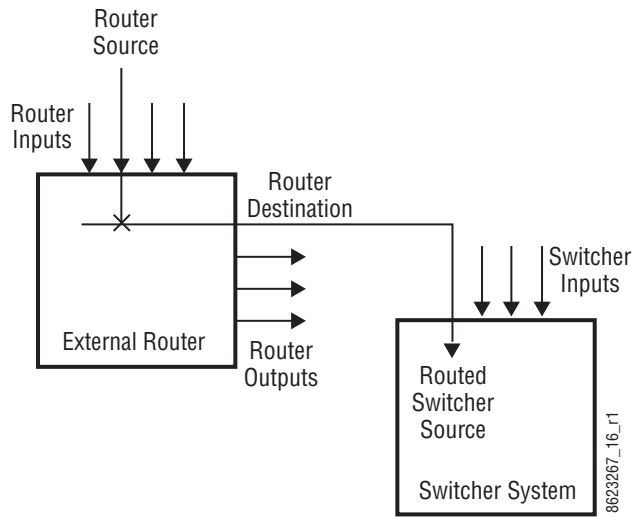 Router
Source
Router
Inputs
Router
Destination
Switcher
Inputs
External Router
Router
Outputs
Routed
Switcher
Source
Switcher System
8623267_16_r1